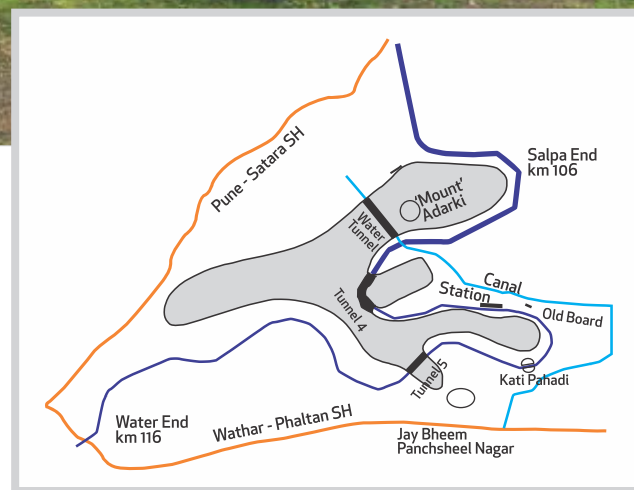 Pune - Satara SH
Salpa End
km 106
'Mount'
Adarki
Water
Tunnel
Canal
Station
Old Board
Tunnel 4
Tunnel 5
Kati Pahadi
Water End
km 116
Wathar - Phaltan SH
Jay Bheem
Panchsheel Nagar